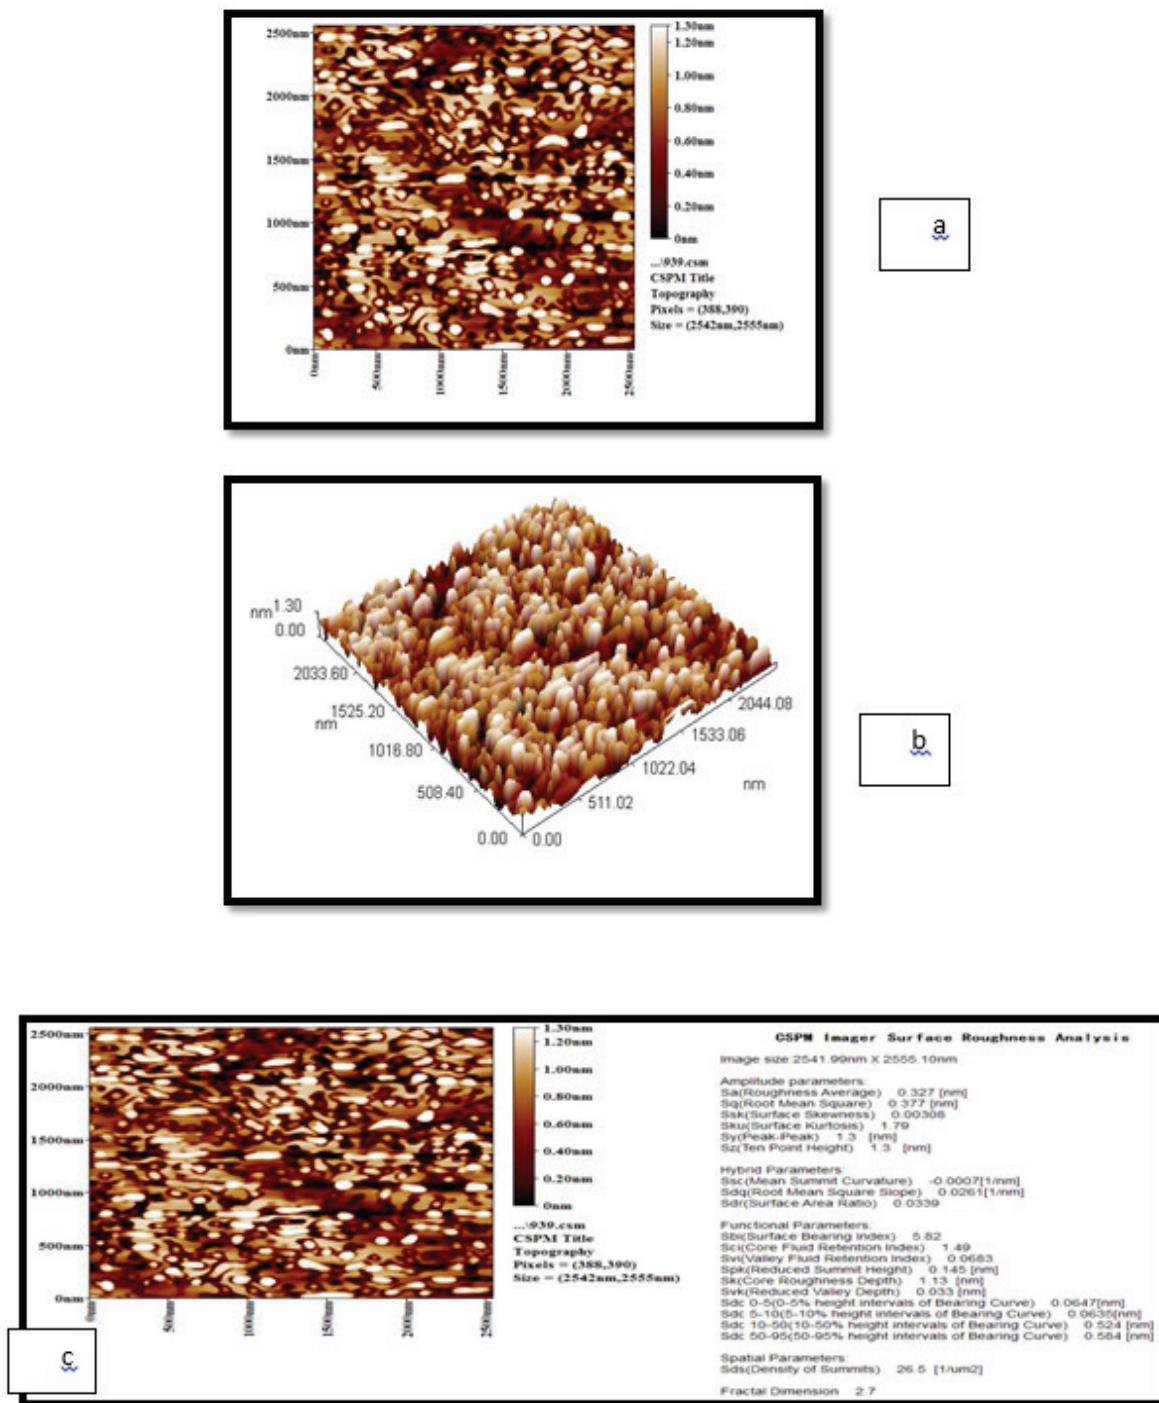 2500nm
2000nm
1500nm
1000nm
500nm
0nm
0nm
500nm
1000nm
1500nm
2000nm
2500nm
1.30nm
1.20nm
1.00nm
0.80nm
0.60nm
0.40nm
0.20nm
0nm
...\939.csm
CSPM Title
Topography
Pixels = (388,390)
Size = (2542nm,2555nm)
a
nm 1.30
0.00
2033.60
1525.20
nm
1016.80
508.40
0.00
0.00
511.02
1022.04
1533.06
2044.08
nm
b
2500nm
2000nm
1500nm
1000nm
500nm
0nm
0nm
500nm
1000nm
1500nm
2000nm
2500nm
1.30nm
1.20nm
1.00nm
0.80nm
0.60nm
0.40nm
0.20nm
0nm
...\939.csm
CSPM Title
Topography
Pixels = (388,390)
Size = (2542nm,2555nm)
c
CSPM Imager Surface Roughness Analysis
Image size:2541.99nm X 2555.10nm
Amplitude parameters:
Sa(Roughness Average) 0.327 [nm]
Sq(Root Mean Square) 0.377 [nm]
Ssk(Surface Skewness) 0.00308
Sku(Surface Kurtosis) 1.79
Sy(Peak-Peak) 1.3 [nm]
Sz(Ten Point Height) 1.3 [nm]
Hybrid Parameters:
Ssc(Mean Summit Curvature) -0.0007[1/nm]
Sdq(Root Mean Square Slope) 0.0261[1/nm]
Sdr(Surface Area Ratio) 0.0339
Functional Parameters:
Sbi(Surface Bearing Index) 5.82
Sci(Core Fluid Retention Index) 1.49
Svi(Valley Fluid Retention Index) 0.0683
Spk(Reduced Summit Height) 0.145 [nm]
Sk(Core Roughness Depth) 1.13 [nm]
Svk(Reduced Valley Depth) 0.033 [nm]
Sdc 0-5(0-5% height intervals of Bearing Curve) 0.0647[nm]
Sdc 5-10(5-10% height intervals of Bearing Curve) 0.0635[nm]
Sdc 10-50(10-50% height intervals of Bearing Curve) 0.524 [nm]
Sdc 50-95(50-95% height intervals of Bearing Curve) 0.584 [nm]
Spatial Parameters:
Sds(Density of Summits) 26.5 [1/um2]
Fractal Dimension 2.7